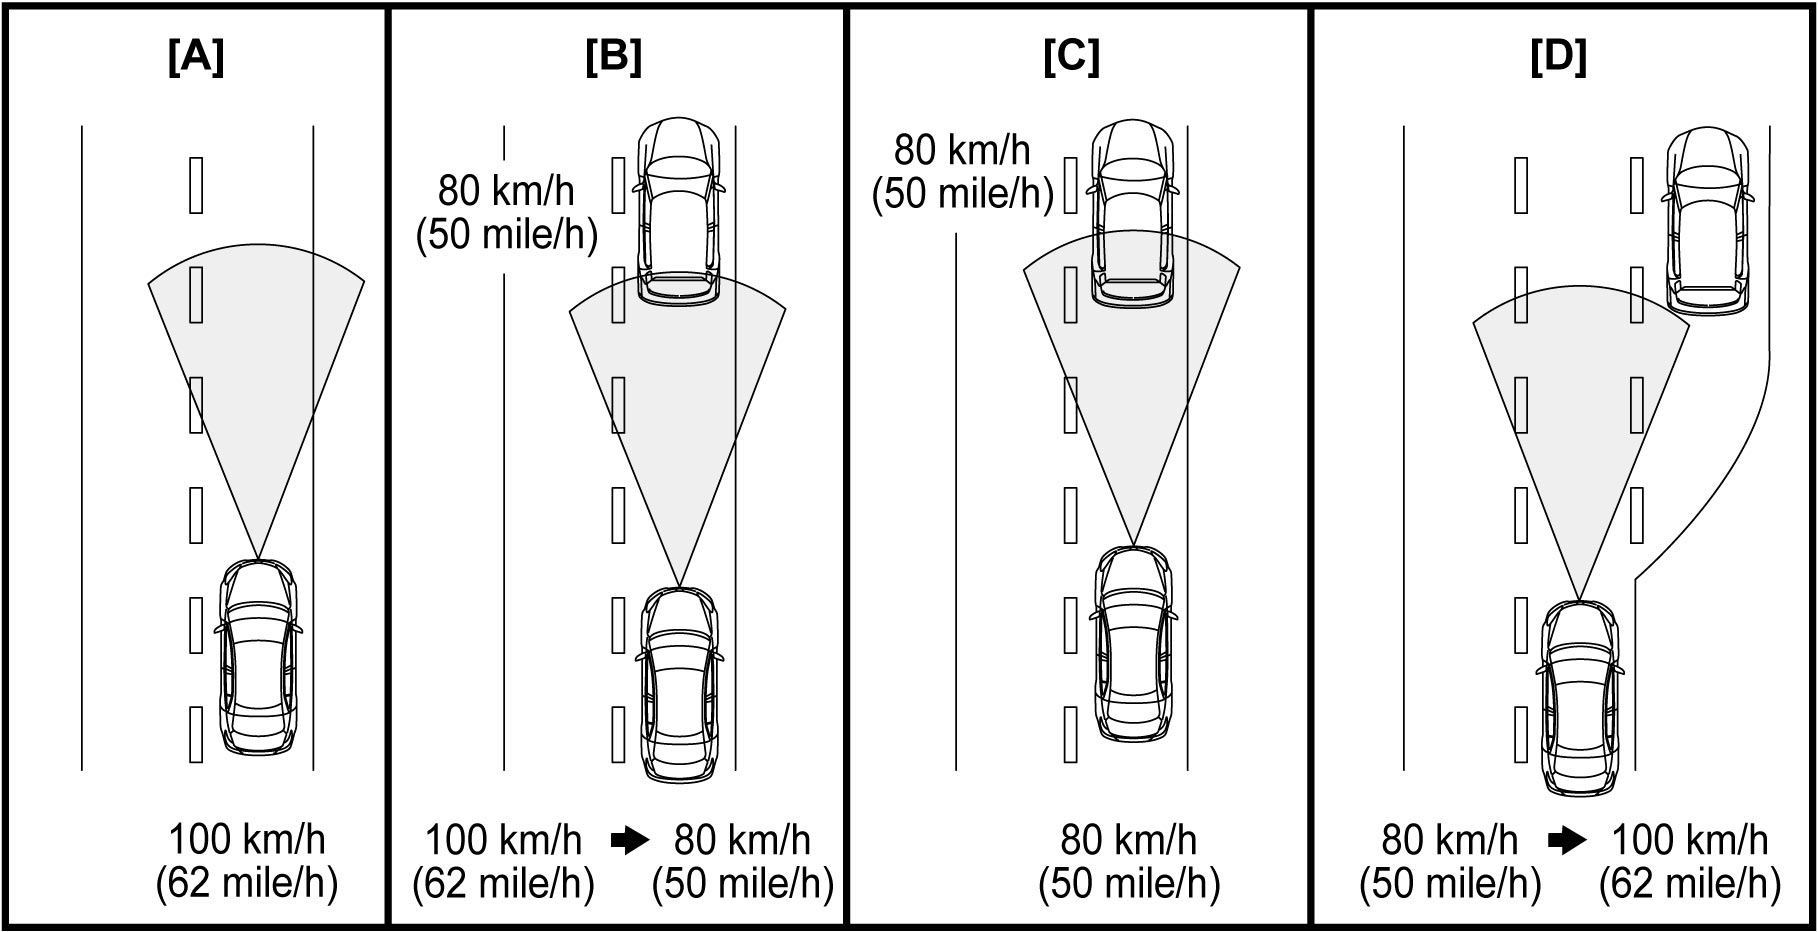 [A]
100 km/h
(62 mile/h)
[B]
80 km/h
(50 mile/h)
100 km/h 80 km/h
(62 mile/h) (50 mile/h)
[C]
80 km/h
(50 mile/h)
80 km/h
(50 mile/h)
[D]
80 km/h 100 km/h
(50 mile/h) (62 mile/h)